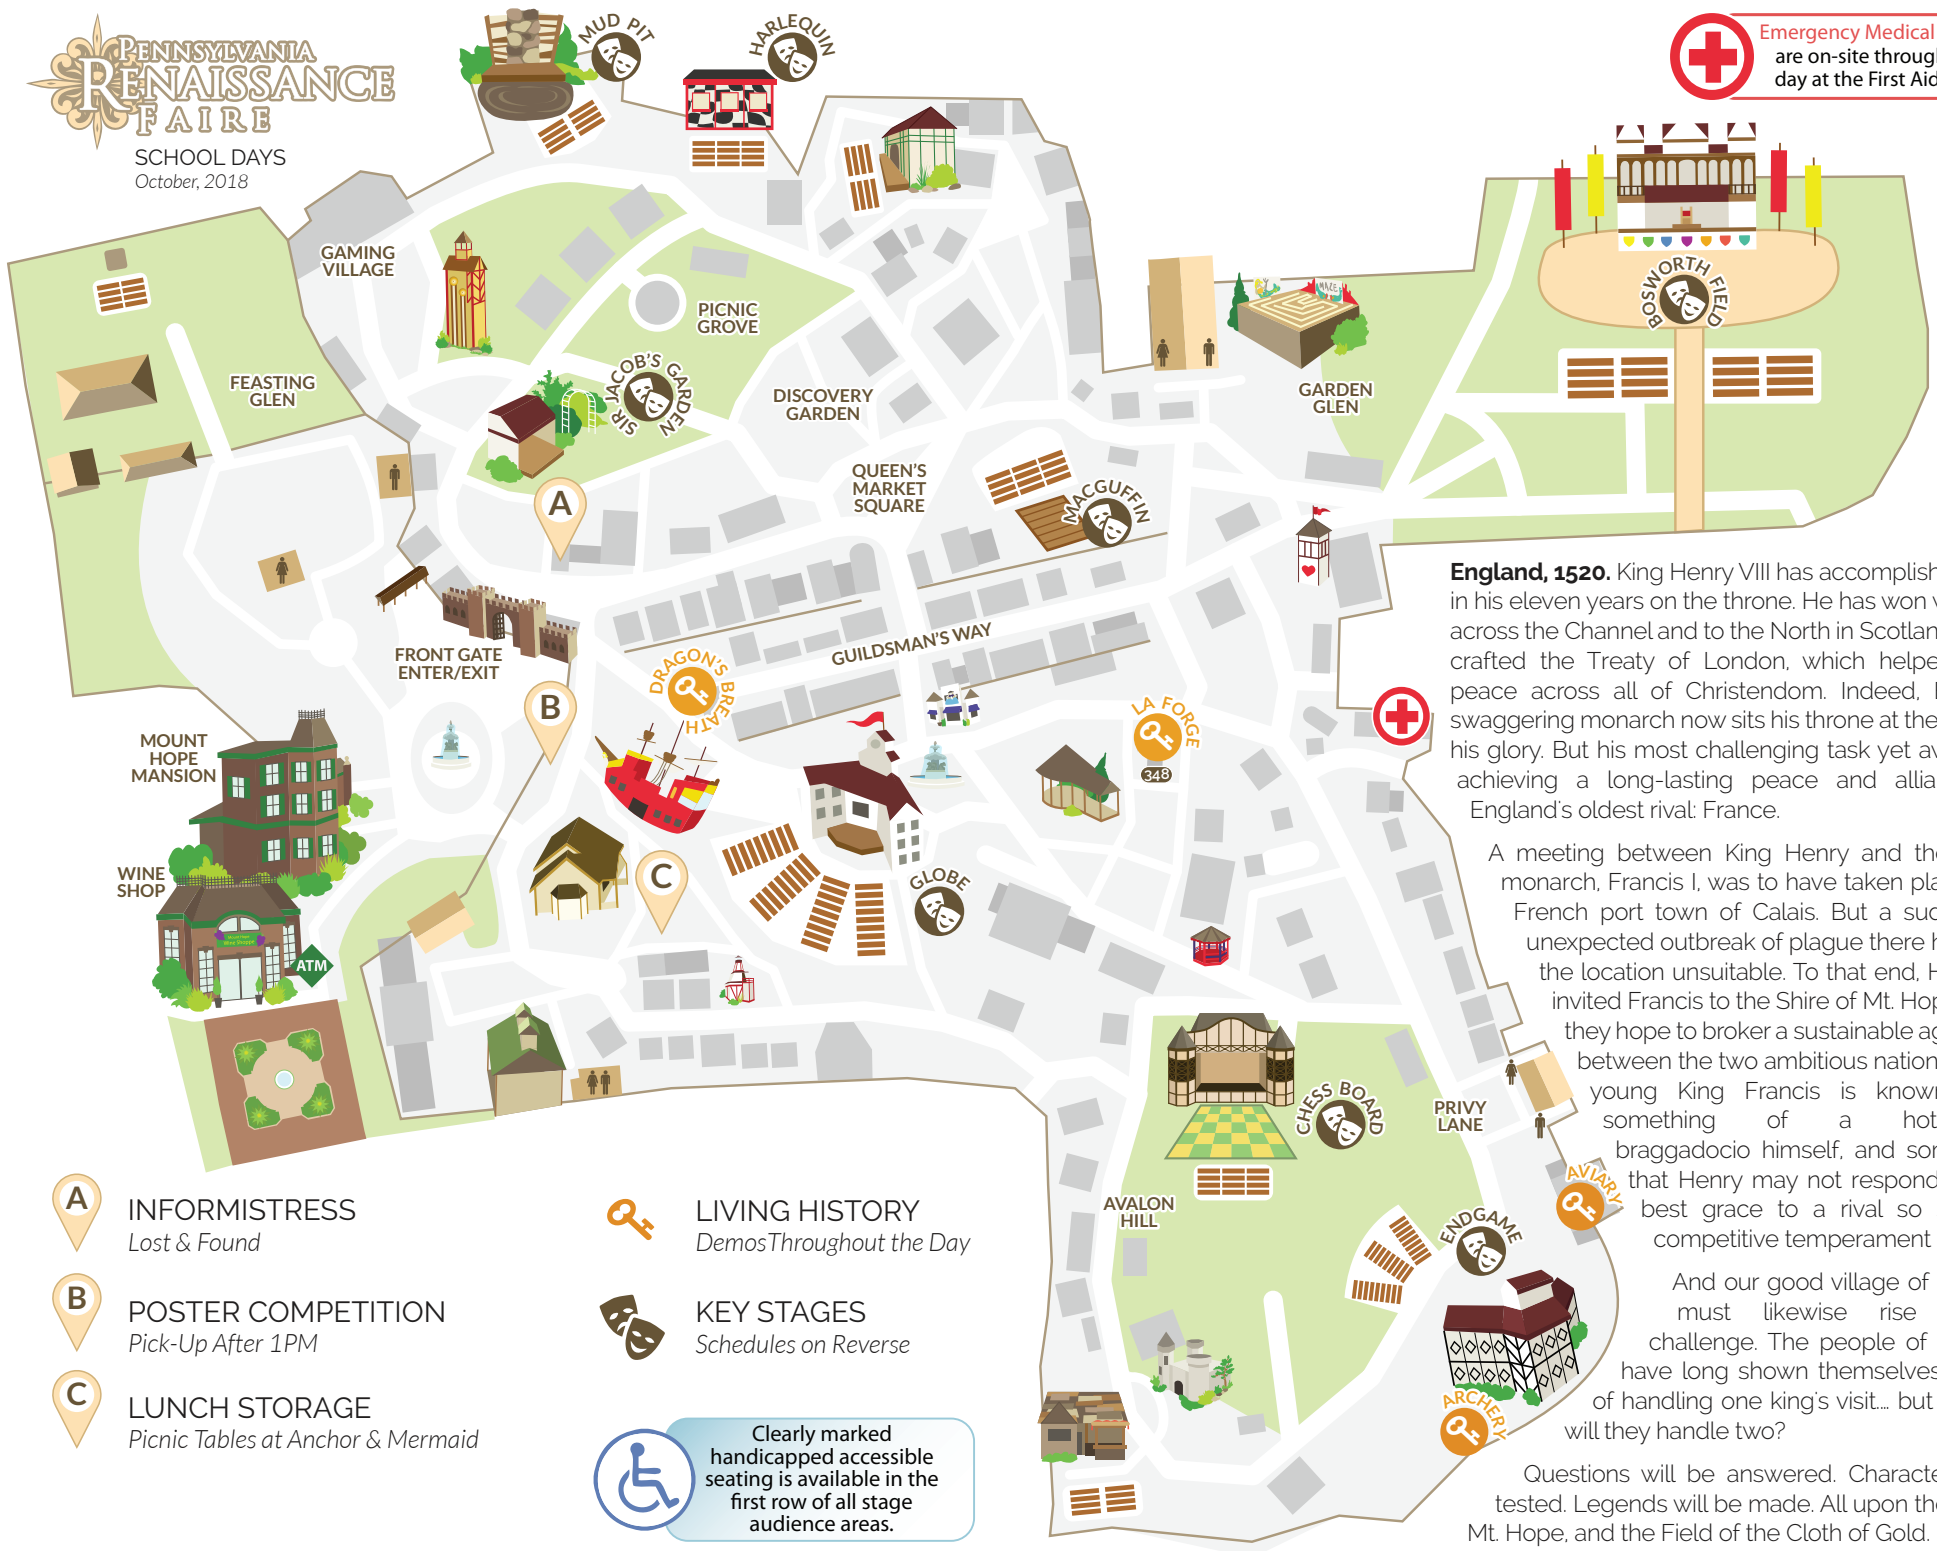 PENNSYLVANIA
RENAISSANCE
FAIRE
SCHOOL DAYS
October, 2018
MUD PIT
HARLEQUIN
Emergency Medical
are on-site through
day at the First Aid
GAMING
VILLAGE
PICNIC
GROVE
BOSWORTH FIELD
FEASTING
GLEN
SIR JACOB'S GARDEN
DISCOVERY
GARDEN
MAZE
GARDEN
GLEN
A
QUEEN'S
MARKET
SQUARE
MACGUFFIN
FRONT GATE
ENTER/EXIT
GUILDSMAN'S WAY
DRAGON'S BREATH
B
LA FORGE
348
MOUNT
HOPE
MANSION
WINE
SHOP
Wine Shoppe
ATM
C
GLOBE
CHESS BOARD
PRIVY
LANE
AVALON
HILL
AVIARY
ENDGAME
ARCHERY
England, 1520. King Henry VIII has accomplish
in his eleven years on the throne. He has won v
across the Channel and to the North in Scotlan
crafted the Treaty of London, which helpe
peace across all of Christendom. Indeed,
swaggering monarch now sits his throne at the
his glory. But his most challenging task yet av
achieving a long-lasting peace and allia
England's oldest rival: France.
A meeting between King Henry and the
monarch, Francis I, was to have taken pla
French port town of Calais. But a suc
unexpected outbreak of plague there h
the location unsuitable. To that end, H
invited Francis to the Shire of Mt. Hop
they hope to broker a sustainable ag
between the two ambitious nation
young King Francis is known
something of a hot
braggadocio himself, and sor
that Henry may not respond
best grace to a rival so
competitive temperament
And our good village of
must likewise rise
challenge. The people of
have long shown themselves
of handling one king's visit... but
will they handle two?
Questions will be answered. Characte
tested. Legends will be made. All upon the
Mt. Hope, and the Field of the Cloth of Gold.
A
INFORMISTRESS
Lost & Found
B
POSTER COMPETITION
Pick-Up After 1PM
C
LUNCH STORAGE
Picnic Tables at Anchor & Mermaid
LIVING HISTORY
Demos Throughout the Day
KEY STAGES
Schedules on Reverse
Clearly marked
handicapped accessible
seating is available in the
first row of all stage
audience areas.